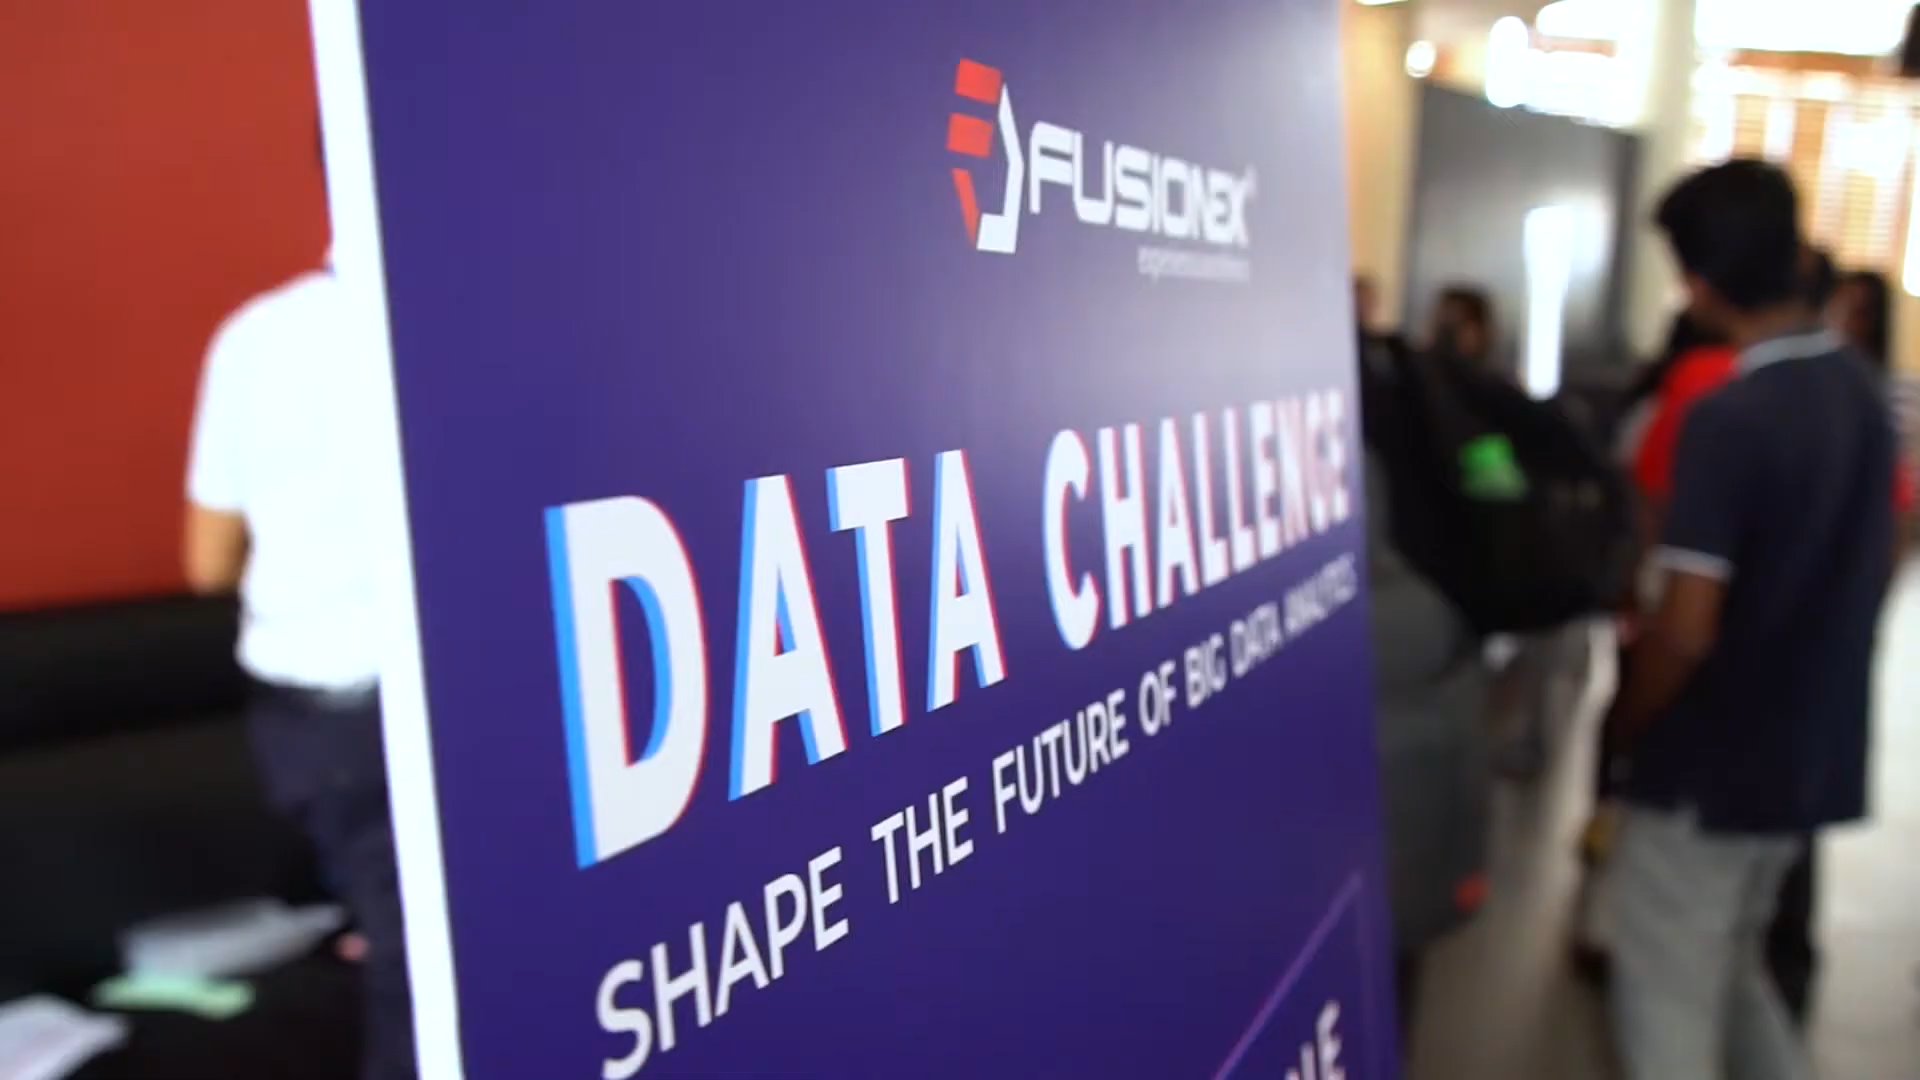 FUSIONEX
DATA CHALLENGE
SHAPE THE FUTURE OF BIG DATA ANALYTICS